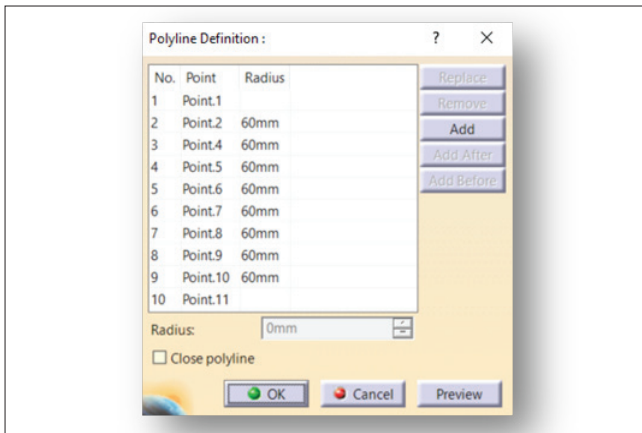 Polyline Definition : ? ×
No. Point Radius Replace
1 Point.1 Remove
2 Point.2 60mm Add
3 Point.4 60mm Add After
4 Point.5 60mm Add Before
5 Point.6 60mm
6 Point.7 60mm
7 Point.8 60mm
8 Point.9 60mm
9 Point.10 60mm
10 Point.11
Radius: 0mm
Close polyline
OK Cancel Preview